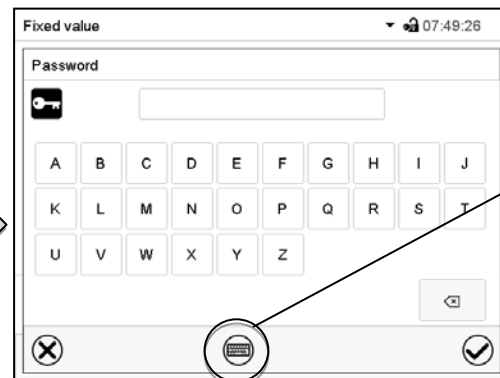 Fixed value 07:49:26
Password
A B C D E F G H I J
K L M N O P Q R S T
U V W X Y Z